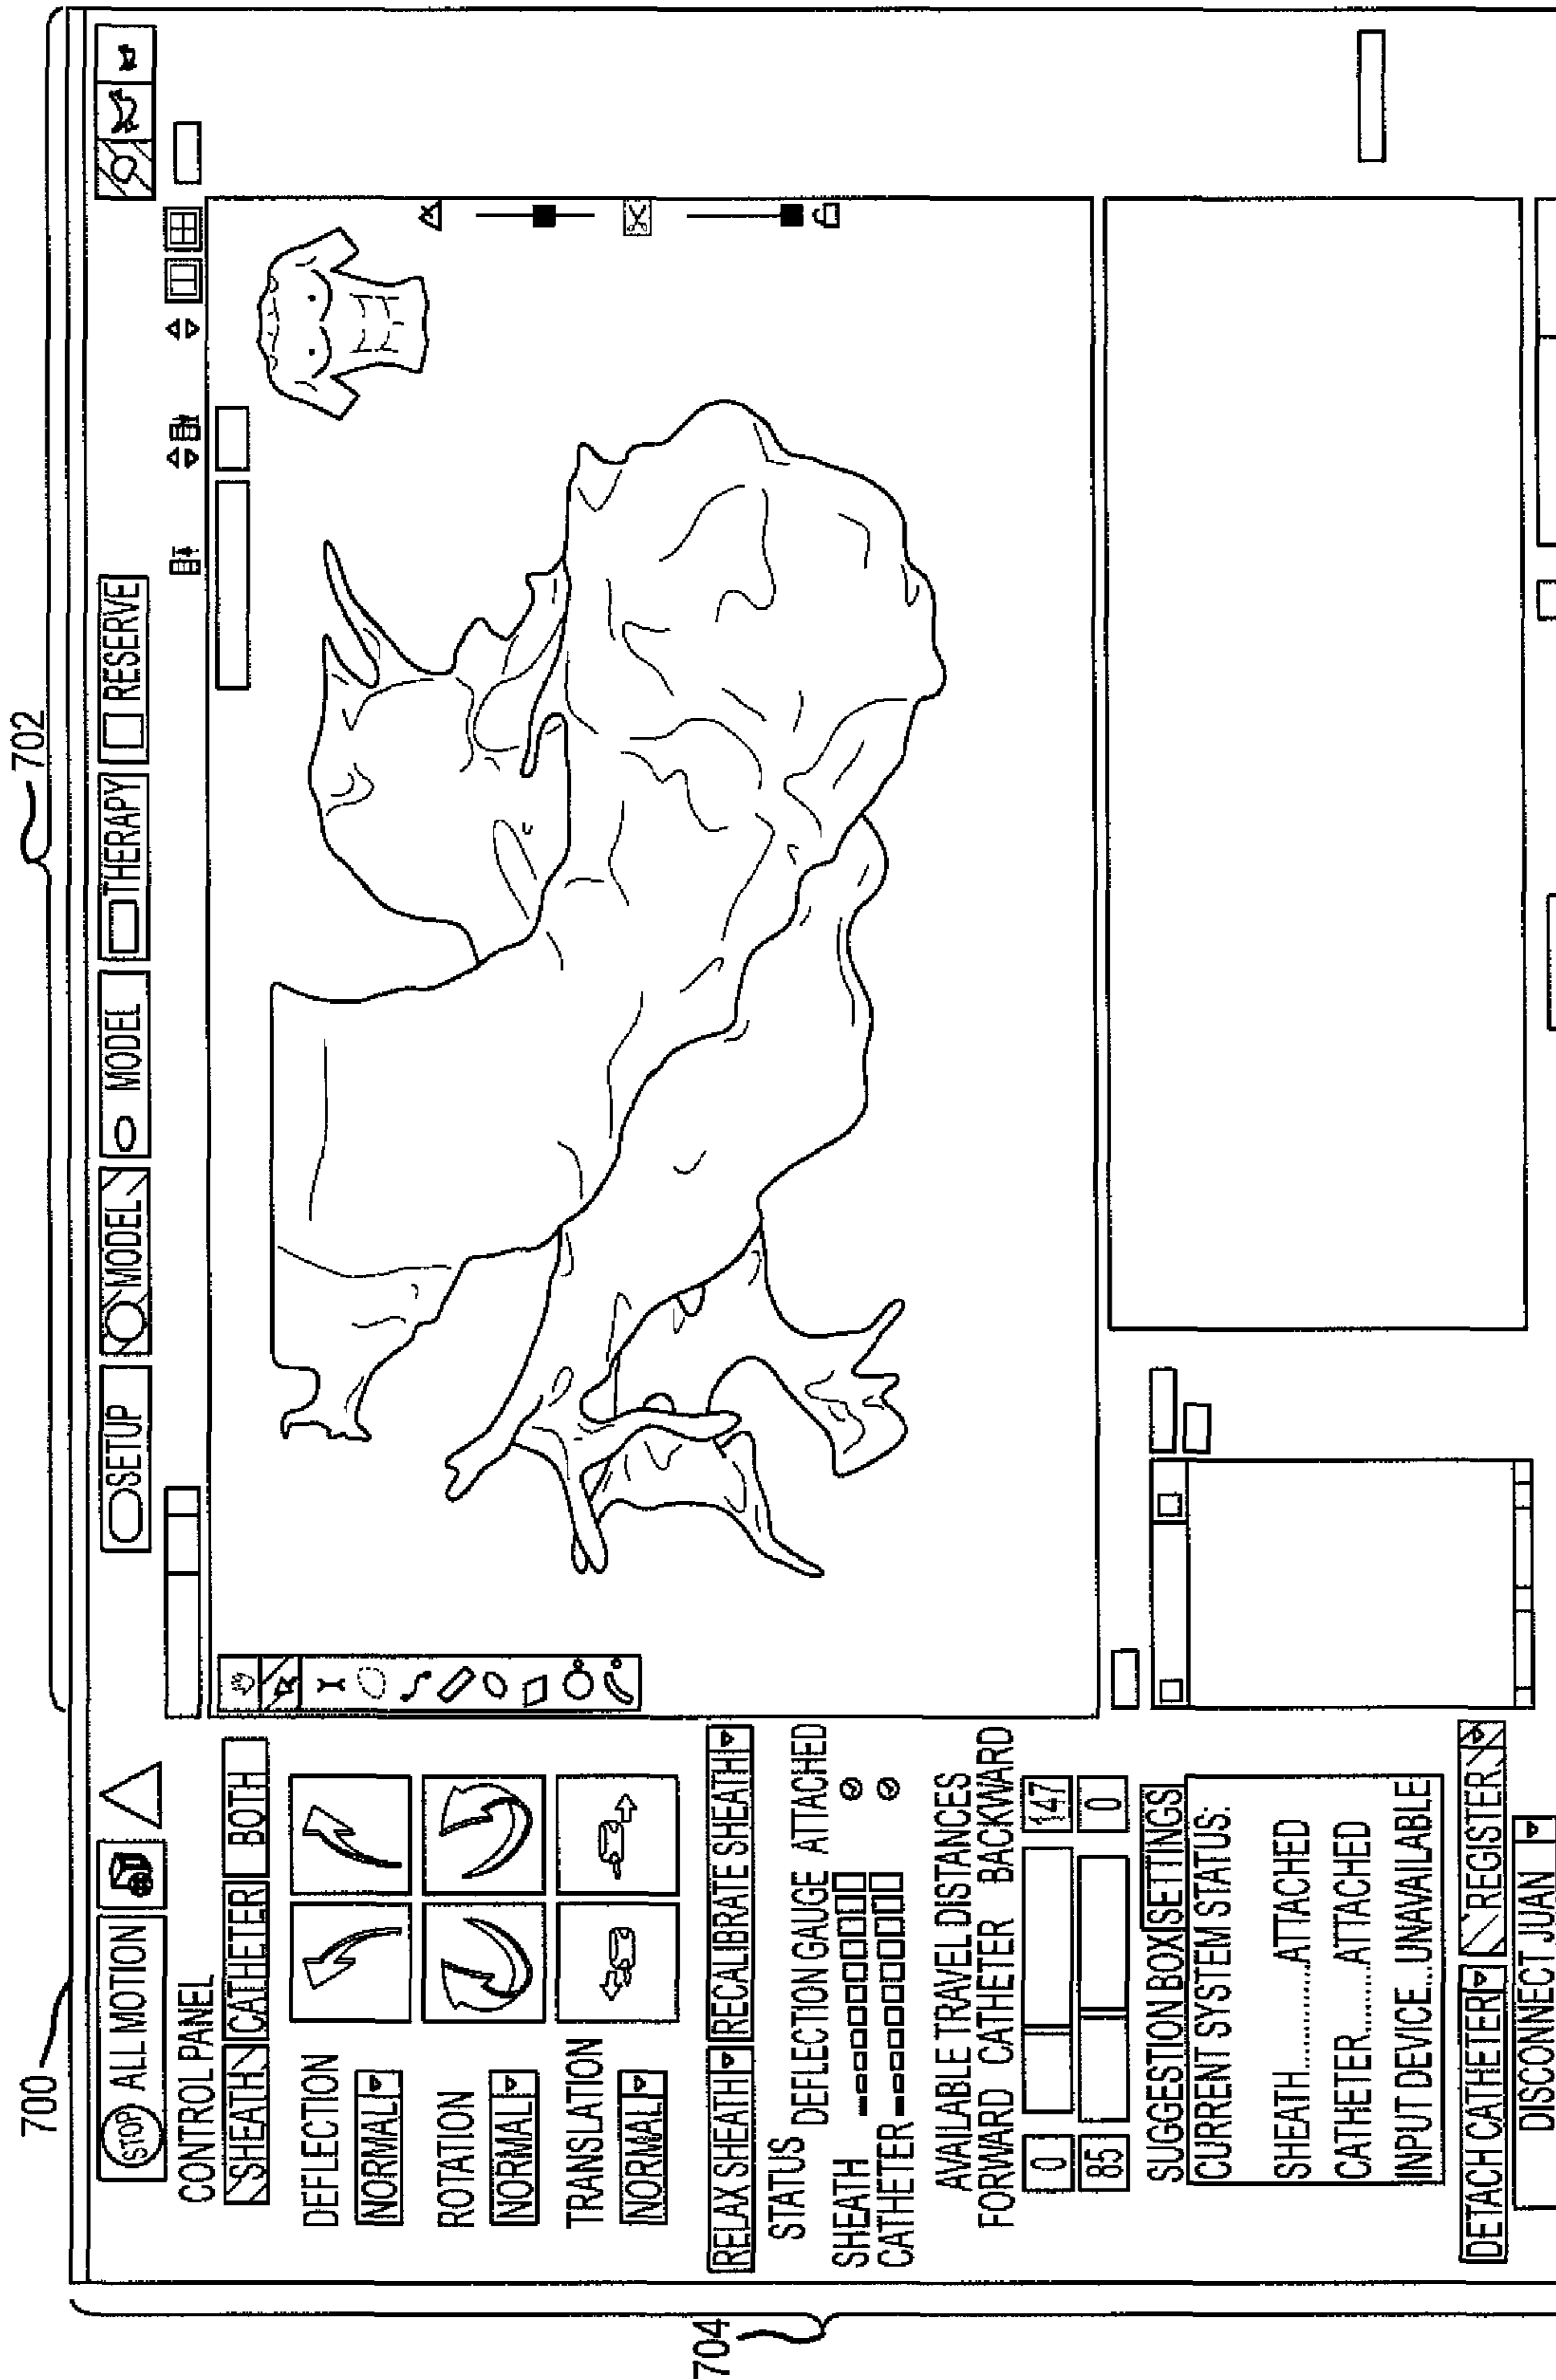 700
702
704
STOP ALL MOTION
SETUP MODEL MODEL THERAPY RESERVE
CONTROL PANEL
SHEATH CATHETER BOTH
DEFLECTION
NORMAL
ROTATION
NORMAL
TRANSLATION
NORMAL
RELAX SHEATH RECALIBRATE SHEATH
STATUS DEFLECTION GAUGE ATTACHED
SHEATH
CATHETER
AVAILABLE TRAVEL DISTANCES
FORWARD CATHETER BACKWARD
0 147
85 0
SUGGESTION BOX SETTINGS
CURRENT SYSTEM STATUS:
SHEATH............ATTACHED
CATHETER.......ATTACHED
INPUT DEVICE...UNAVAILABLE
DETACH CATHETER REGISTER
DISCONNECT JUAN